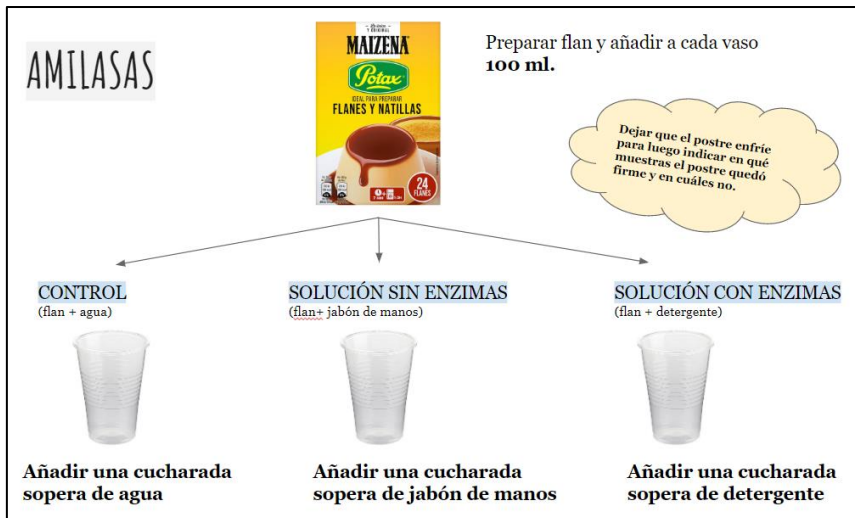 AMILASAS
MAIZENA
Potax
IDEAL PARA PREPARAR
FLANES Y NATILLAS
24
FLANES
Preparar flan y añadir a cada vaso
100 ml.
Dejar que el postre enfríe
para luego indicar en qué
muestras el postre quedó
firme y en cuáles no.
CONTROL
(flan + agua)
SOLUCIÓN SIN ENZIMAS
(flan+ jabón de manos)
SOLUCIÓN CON ENZIMAS
(flan + detergente)
Añadir una cucharada
sopera de agua
Añadir una cucharada
sopera de jabón de manos
Añadir una cucharada
sopera de detergente